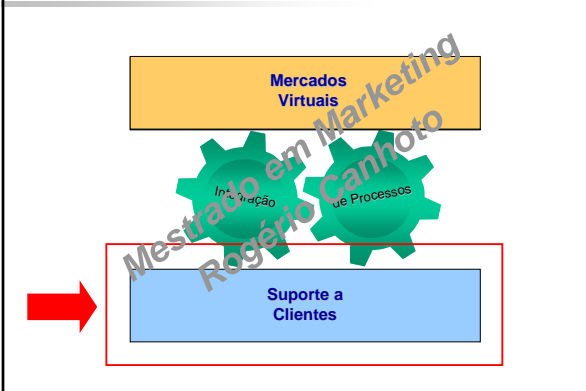 Mercados
Virtuais
Integração
de Processos
Mestrado em Marketing
Rogério Canhoto
Suporte a
Clientes